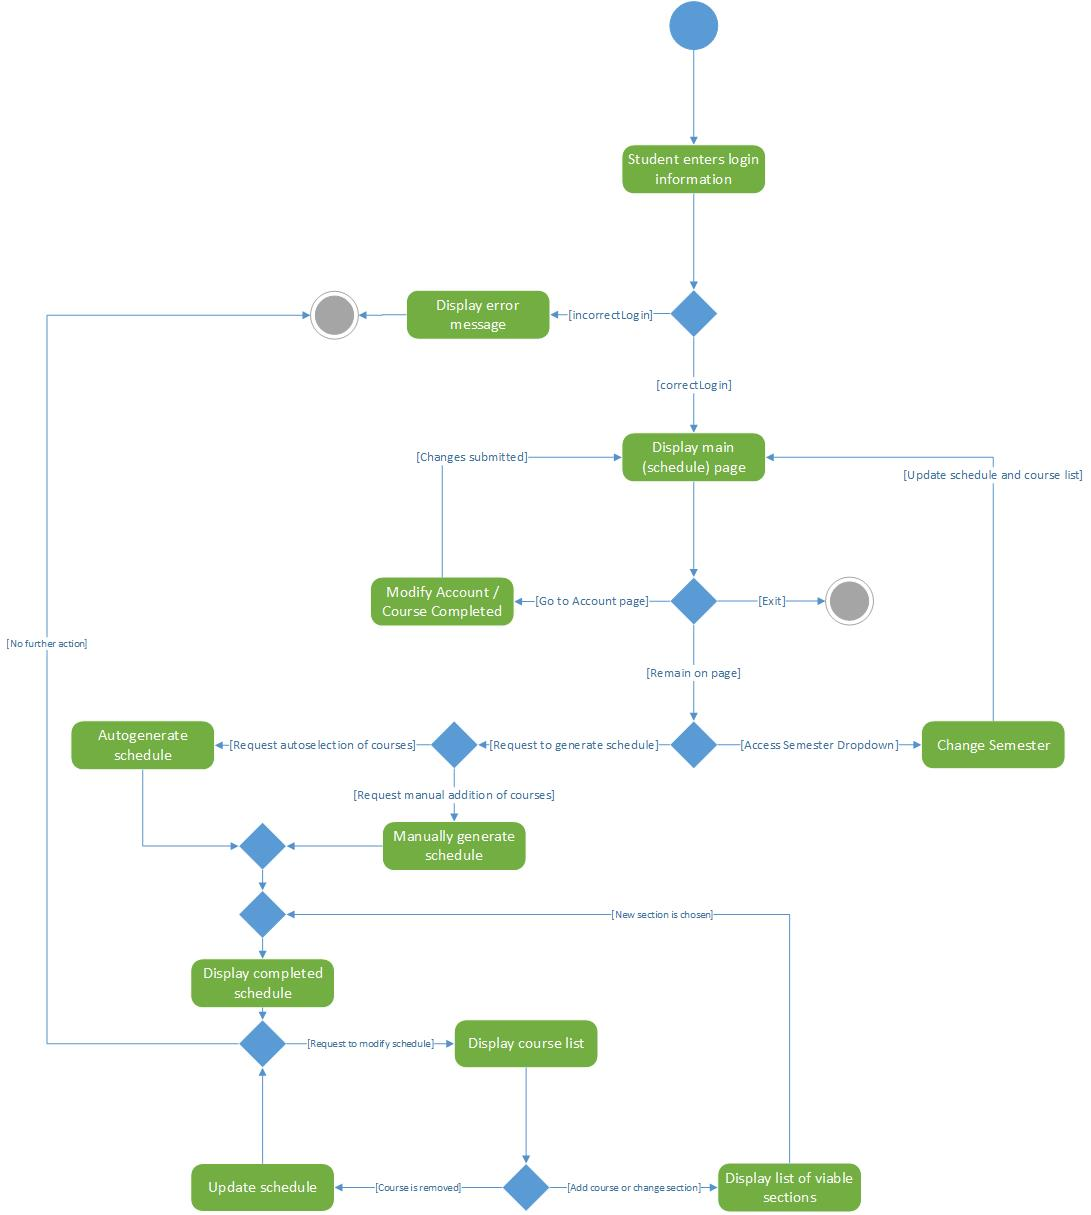 Student enters login
information
Display error
message
[incorrectLogin]
[correctLogin]
Display main
(schedule) page
[Changes submitted]
[Update schedule and course list]
Modify Account /
Course Completed
[Go to Account page]
[Exit]
[No further action]
[Remain on page]
Autogenerate
schedule
[Request autoselection of courses]
[Request to generate schedule]
[Access Semester Dropdown]
Change Semester
[Request manual addition of courses]
Manually generate
schedule
[New section is chosen]
Display completed
schedule
[Request to modify schedule]
Display course list
Update schedule
[Course is removed]
[Add course or change section]
Display list of viable
sections